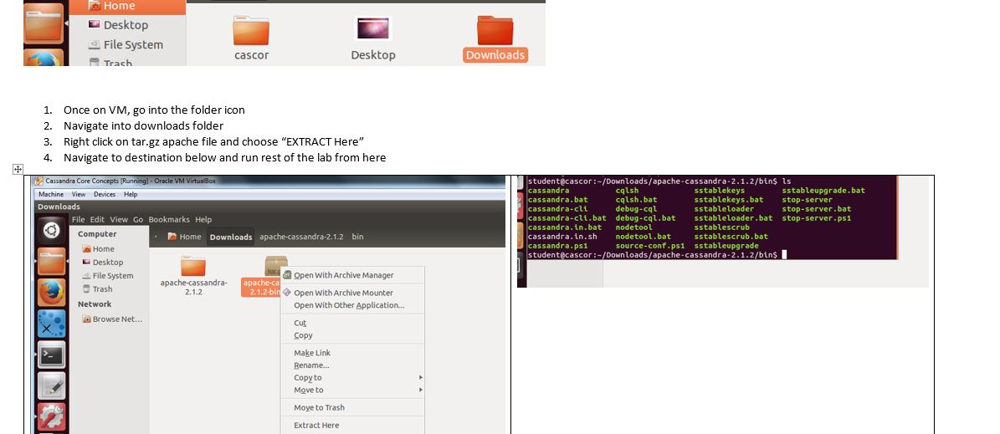 Home
Desktop
File System
Trash
cascor
Desktop
Downloads
1. Once on VM, go into the folder icon
2. Navigate into downloads folder
3. Right click on tar.gz apache file and choose “EXTRACT Here”
4. Navigate to destination below and run rest of the lab from here
Cassandra Core Concepts [Running] - Oracle VM VirtualBox
Machine View Devices Help
Downloads
File Edit View Go Bookmarks Help
Computer
Home
Desktop
File System
Trash
Network
Browse Net...
Home Downloads apache-cassandra-2.1.2 bin
apache-cassandra-
2.1.2
tar.g
apache-ca
2.1.2-bin
Open With Archive Manager
Open With Archive Mounter
Open With Other Application...
Cut
Copy
Make Link
Rename...
Copy to
Move to
Move to Trash
Extract Here
student@cascor:~/Downloads/apache-cassandra-2.1.2/bin$ ls
cassandra cqlsh sstablekeys sstableupgrade.bat
cassandra.bat cqlsh.bat sstablekeys.bat stop-server
cassandra-cli debug-cql sstableloader stop-server.bat
cassandra-cli.bat debug-cql.bat sstableloader.bat stop-server.ps1
cassandra.in.bat nodetool sstablescrub
cassandra.in.sh nodetool.bat sstablescrub.bat
cassandra.ps1 source-conf.ps1 sstableupgrade
student@cascor:~/Downloads/apache-cassandra-2.1.2/bin$